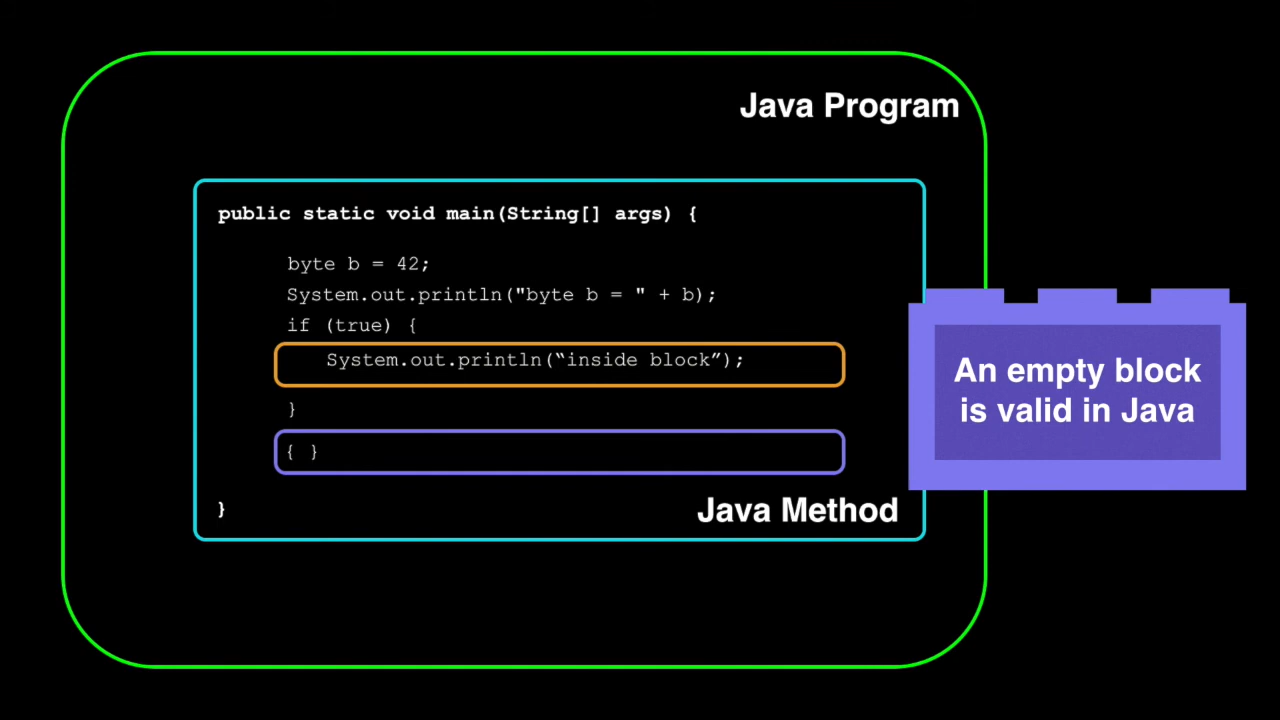 Java Program
public static void main(String[] args) {
byte b = 42;
System.out.println("byte b = " + b);
if (true) {
System.out.println(“inside block”);
}
{ }
}
Java Method
An empty block
is valid in Java